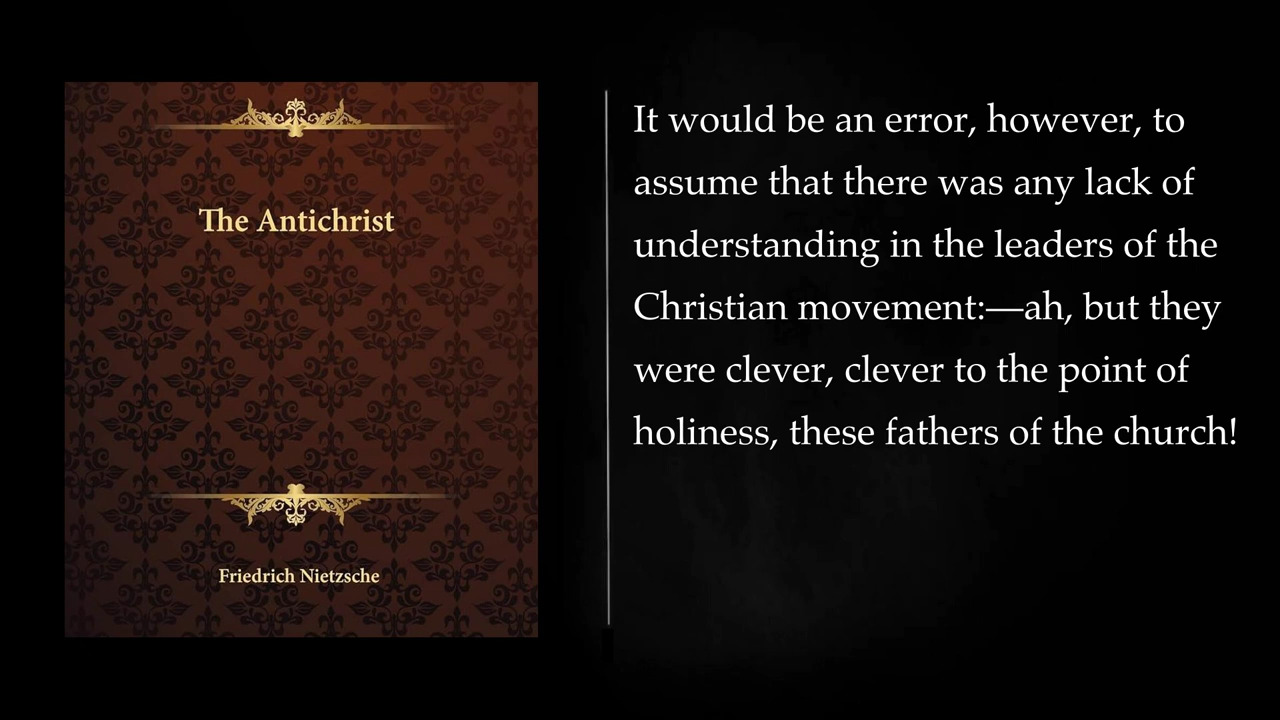 The Antichrist
Friedrich Nietzsche
It would be an error, however, to
assume that there was any lack of
understanding in the leaders of the
Christian movement:—ah, but they
were clever, clever to the point of
holiness, these fathers of the church!